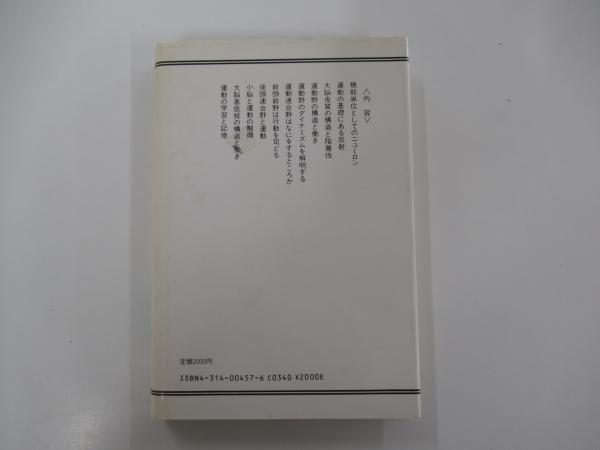 〈内 容〉
機能単位としてのニューロン
運動の基礎にある反射
大脳皮質の構造と階層性
運動野の構造と働き
運動野のダイナミズムを解明する
運動連合野はなにをするところか
前頭前野は行動を司どる
後頭連合野と運動
小脳と運動の制御
大脳基底核の構造と働き
運動の学習と記憶
定価2000円
ISBN4-314-00457-6 C0340 ¥2000E